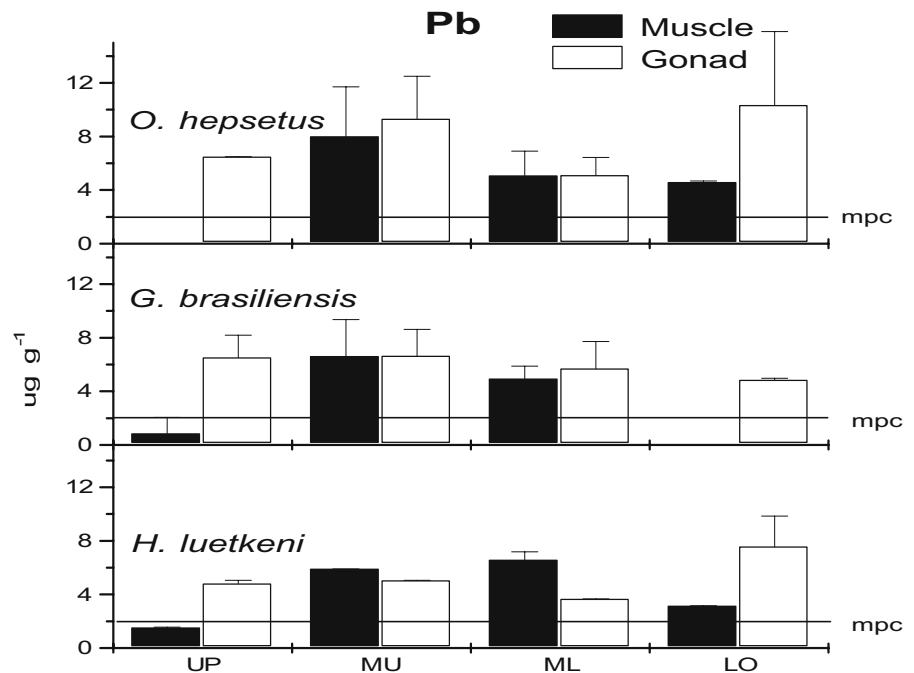 Pb
Muscle
Gonad
12
O. hepsetus
8
4
mpc
0
12
G. brasiliensis
8
ug g-1
4
mpc
0
12
H. luetkeni
8
4
mpc
0
UP MU ML LO